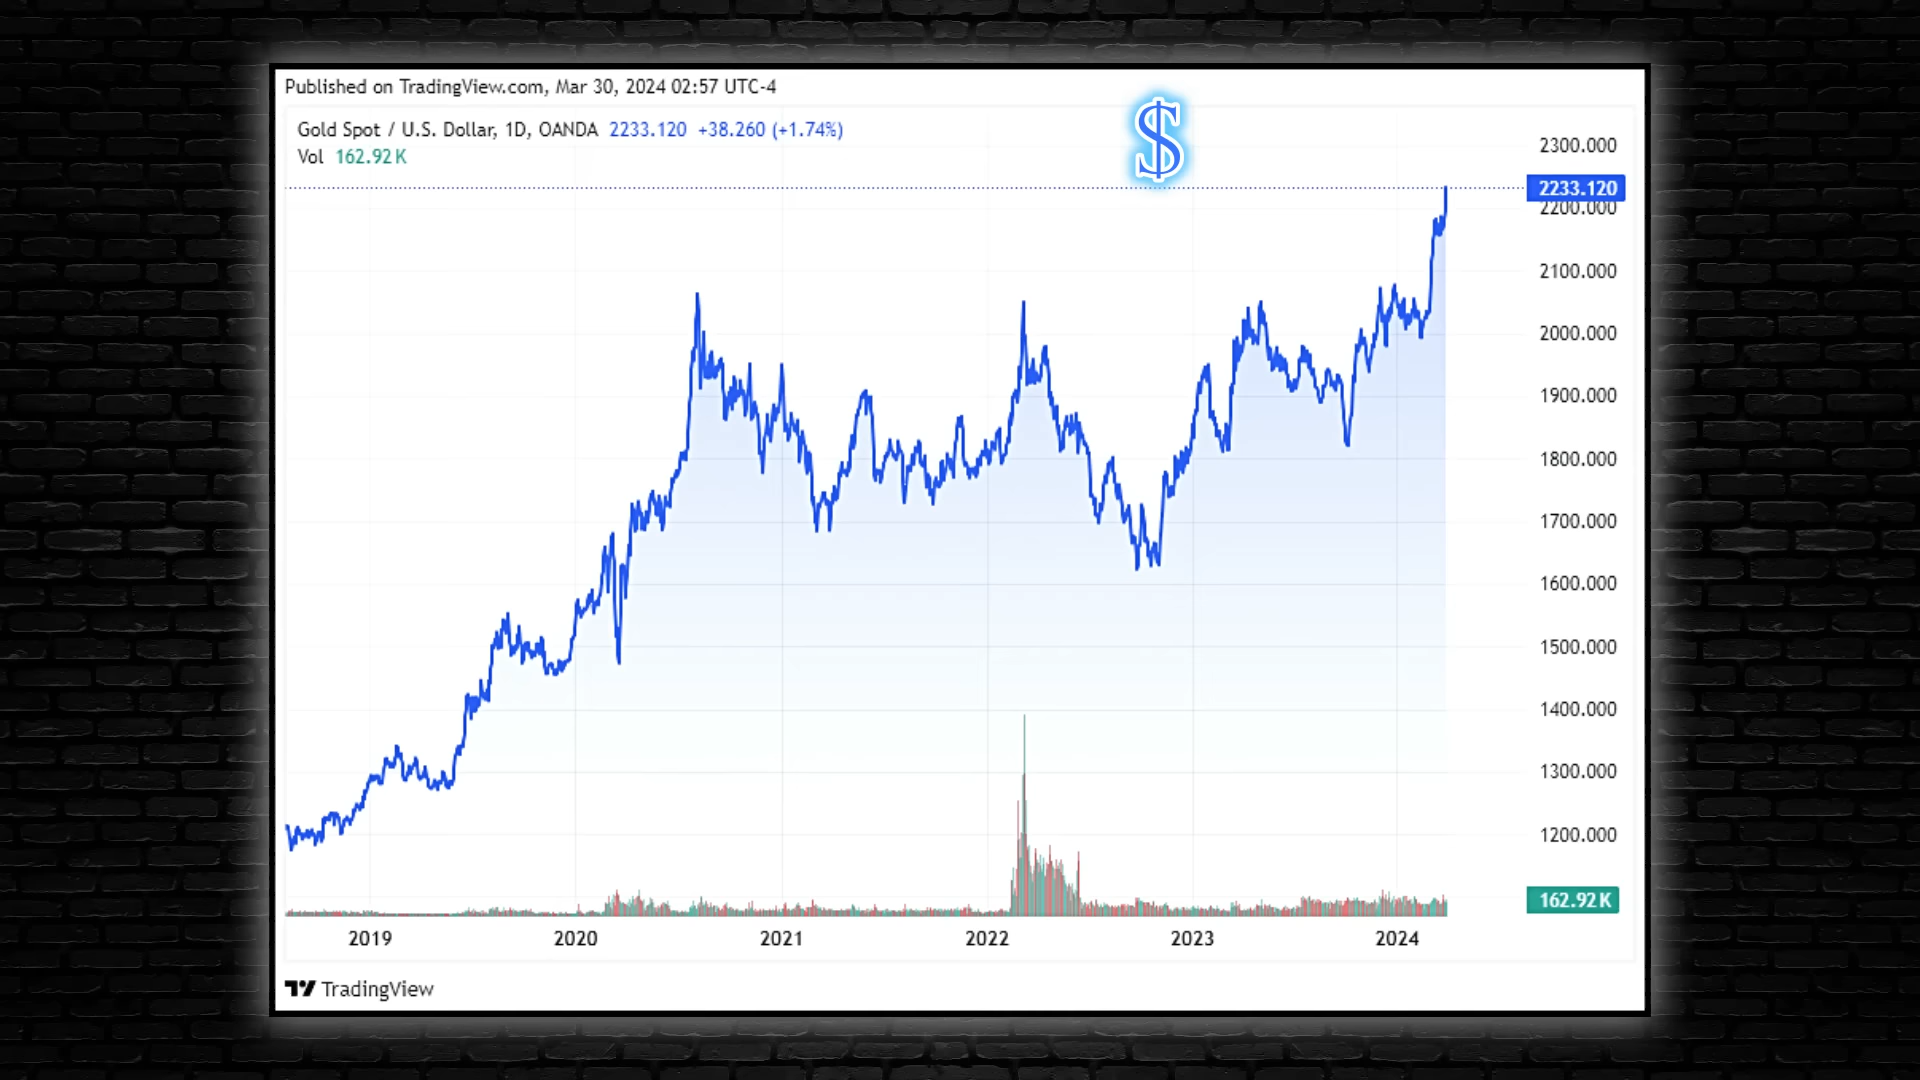 Published on TradingView.com, Mar 30, 2024 02:57 UTC-4
Gold Spot / U.S. Dollar, 1D, OANDA 2233.120 +38.260 (+1.74%)
Vol 162.92K
$
2300.000
2233.120
2200.000
2100.000
2000.000
1900.000
1800.000
1700.000
1600.000
1500.000
1400.000
1300.000
1200.000
162.92K
2019 2020 2021 2022 2023 2024
TradingView